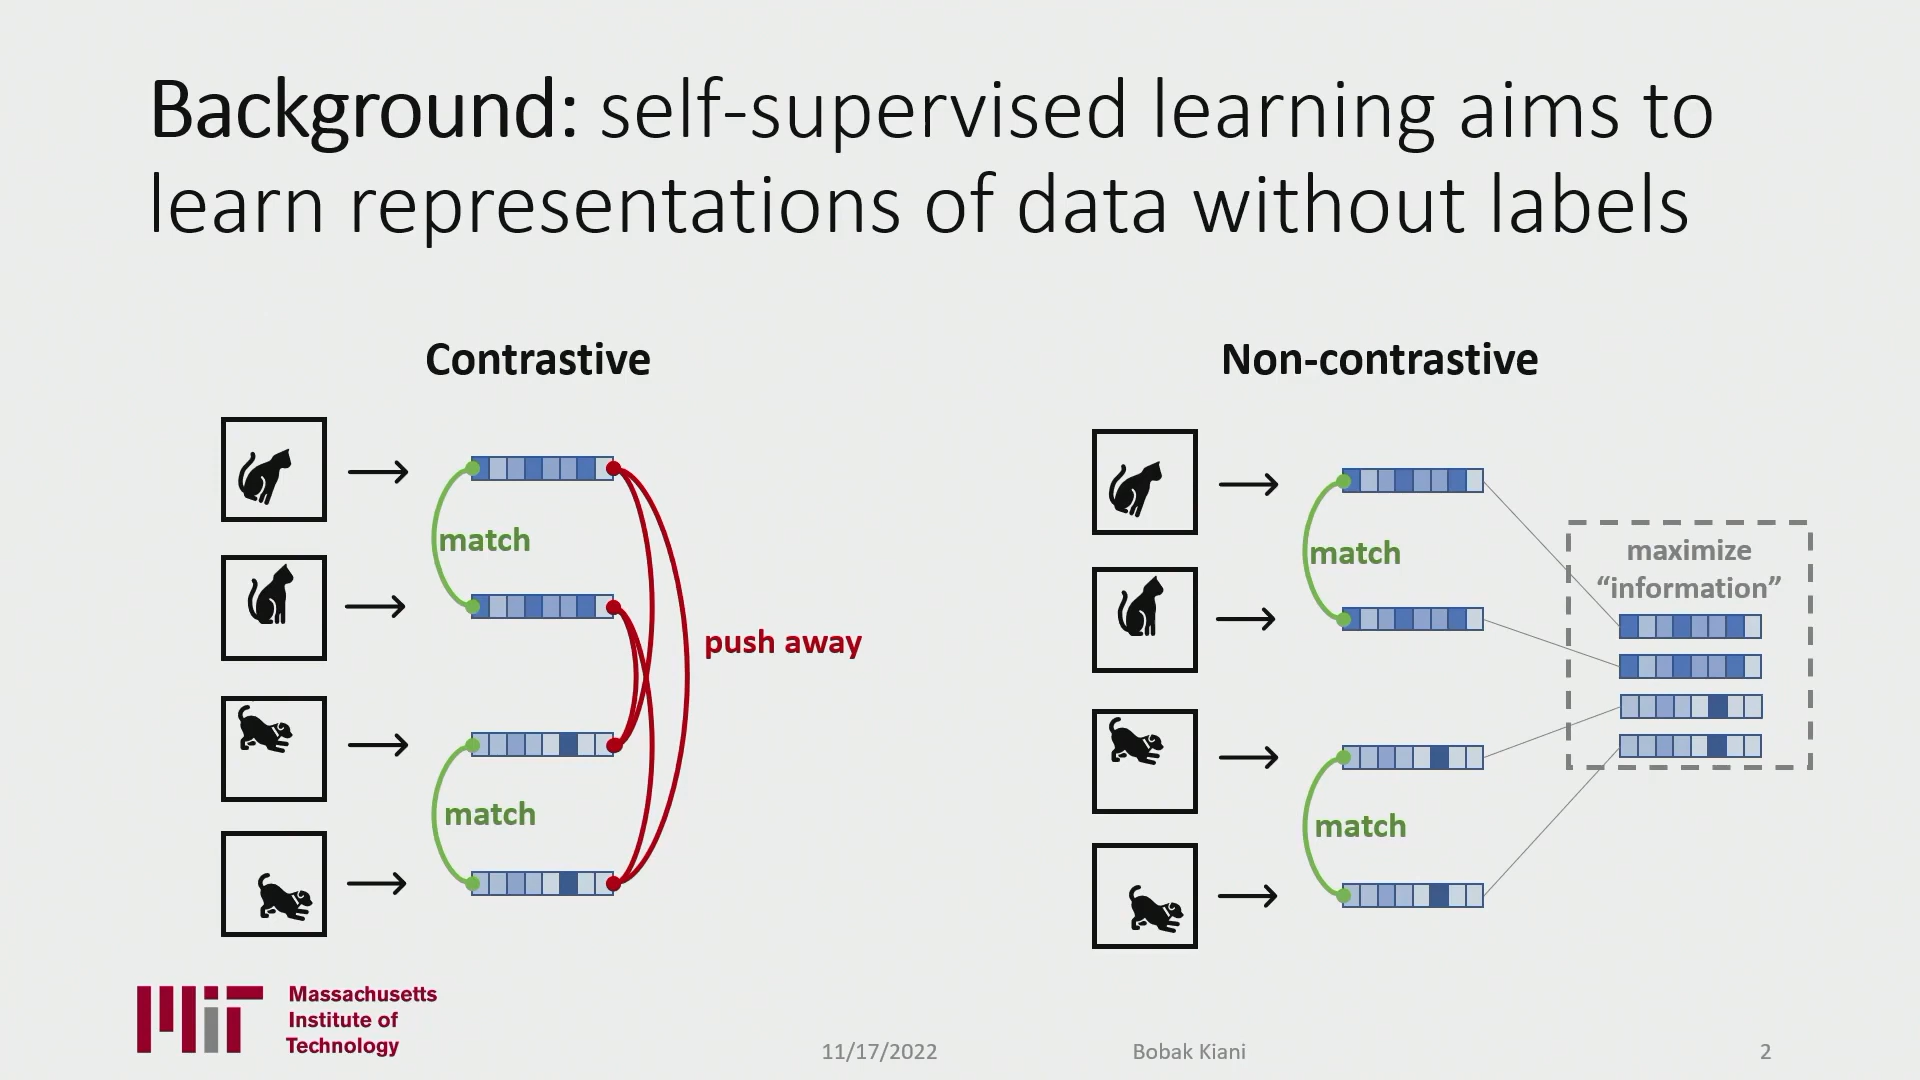 Background: self-supervised learning aims to
learn representations of data without labels
Contrastive
match
push away
match
Non-contrastive
match
maximize
“information”
match
Massachusetts
Institute of
Technology
11/17/2022
Bobak Kiani
2